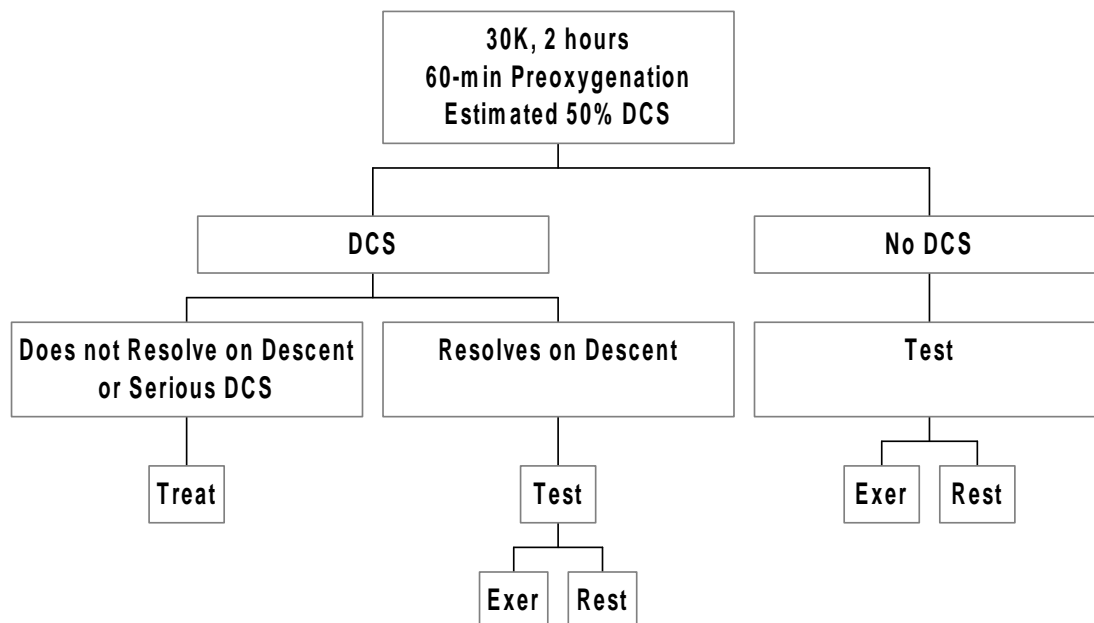 30K, 2 hours
60-min Preoxygenation
Estimated 50% DCS
DCS
No DCS
Does not Resolve on Descent
or Serious DCS
Resolves on Descent
Test
Treat
Test
Exer
Rest
Exer
Rest